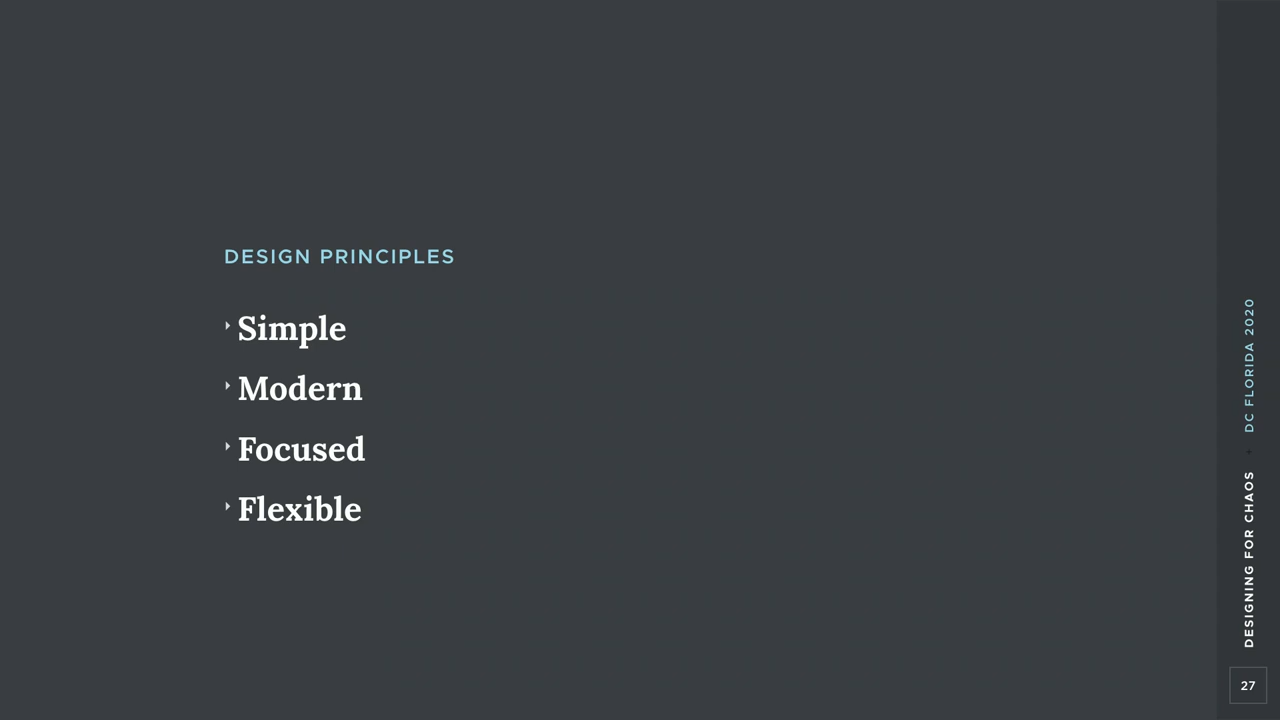 DESIGN PRINCIPLES
Simple
Modern
Focused
Flexible
DESIGNING FOR CHAOS + DC FLORIDA 2020
27